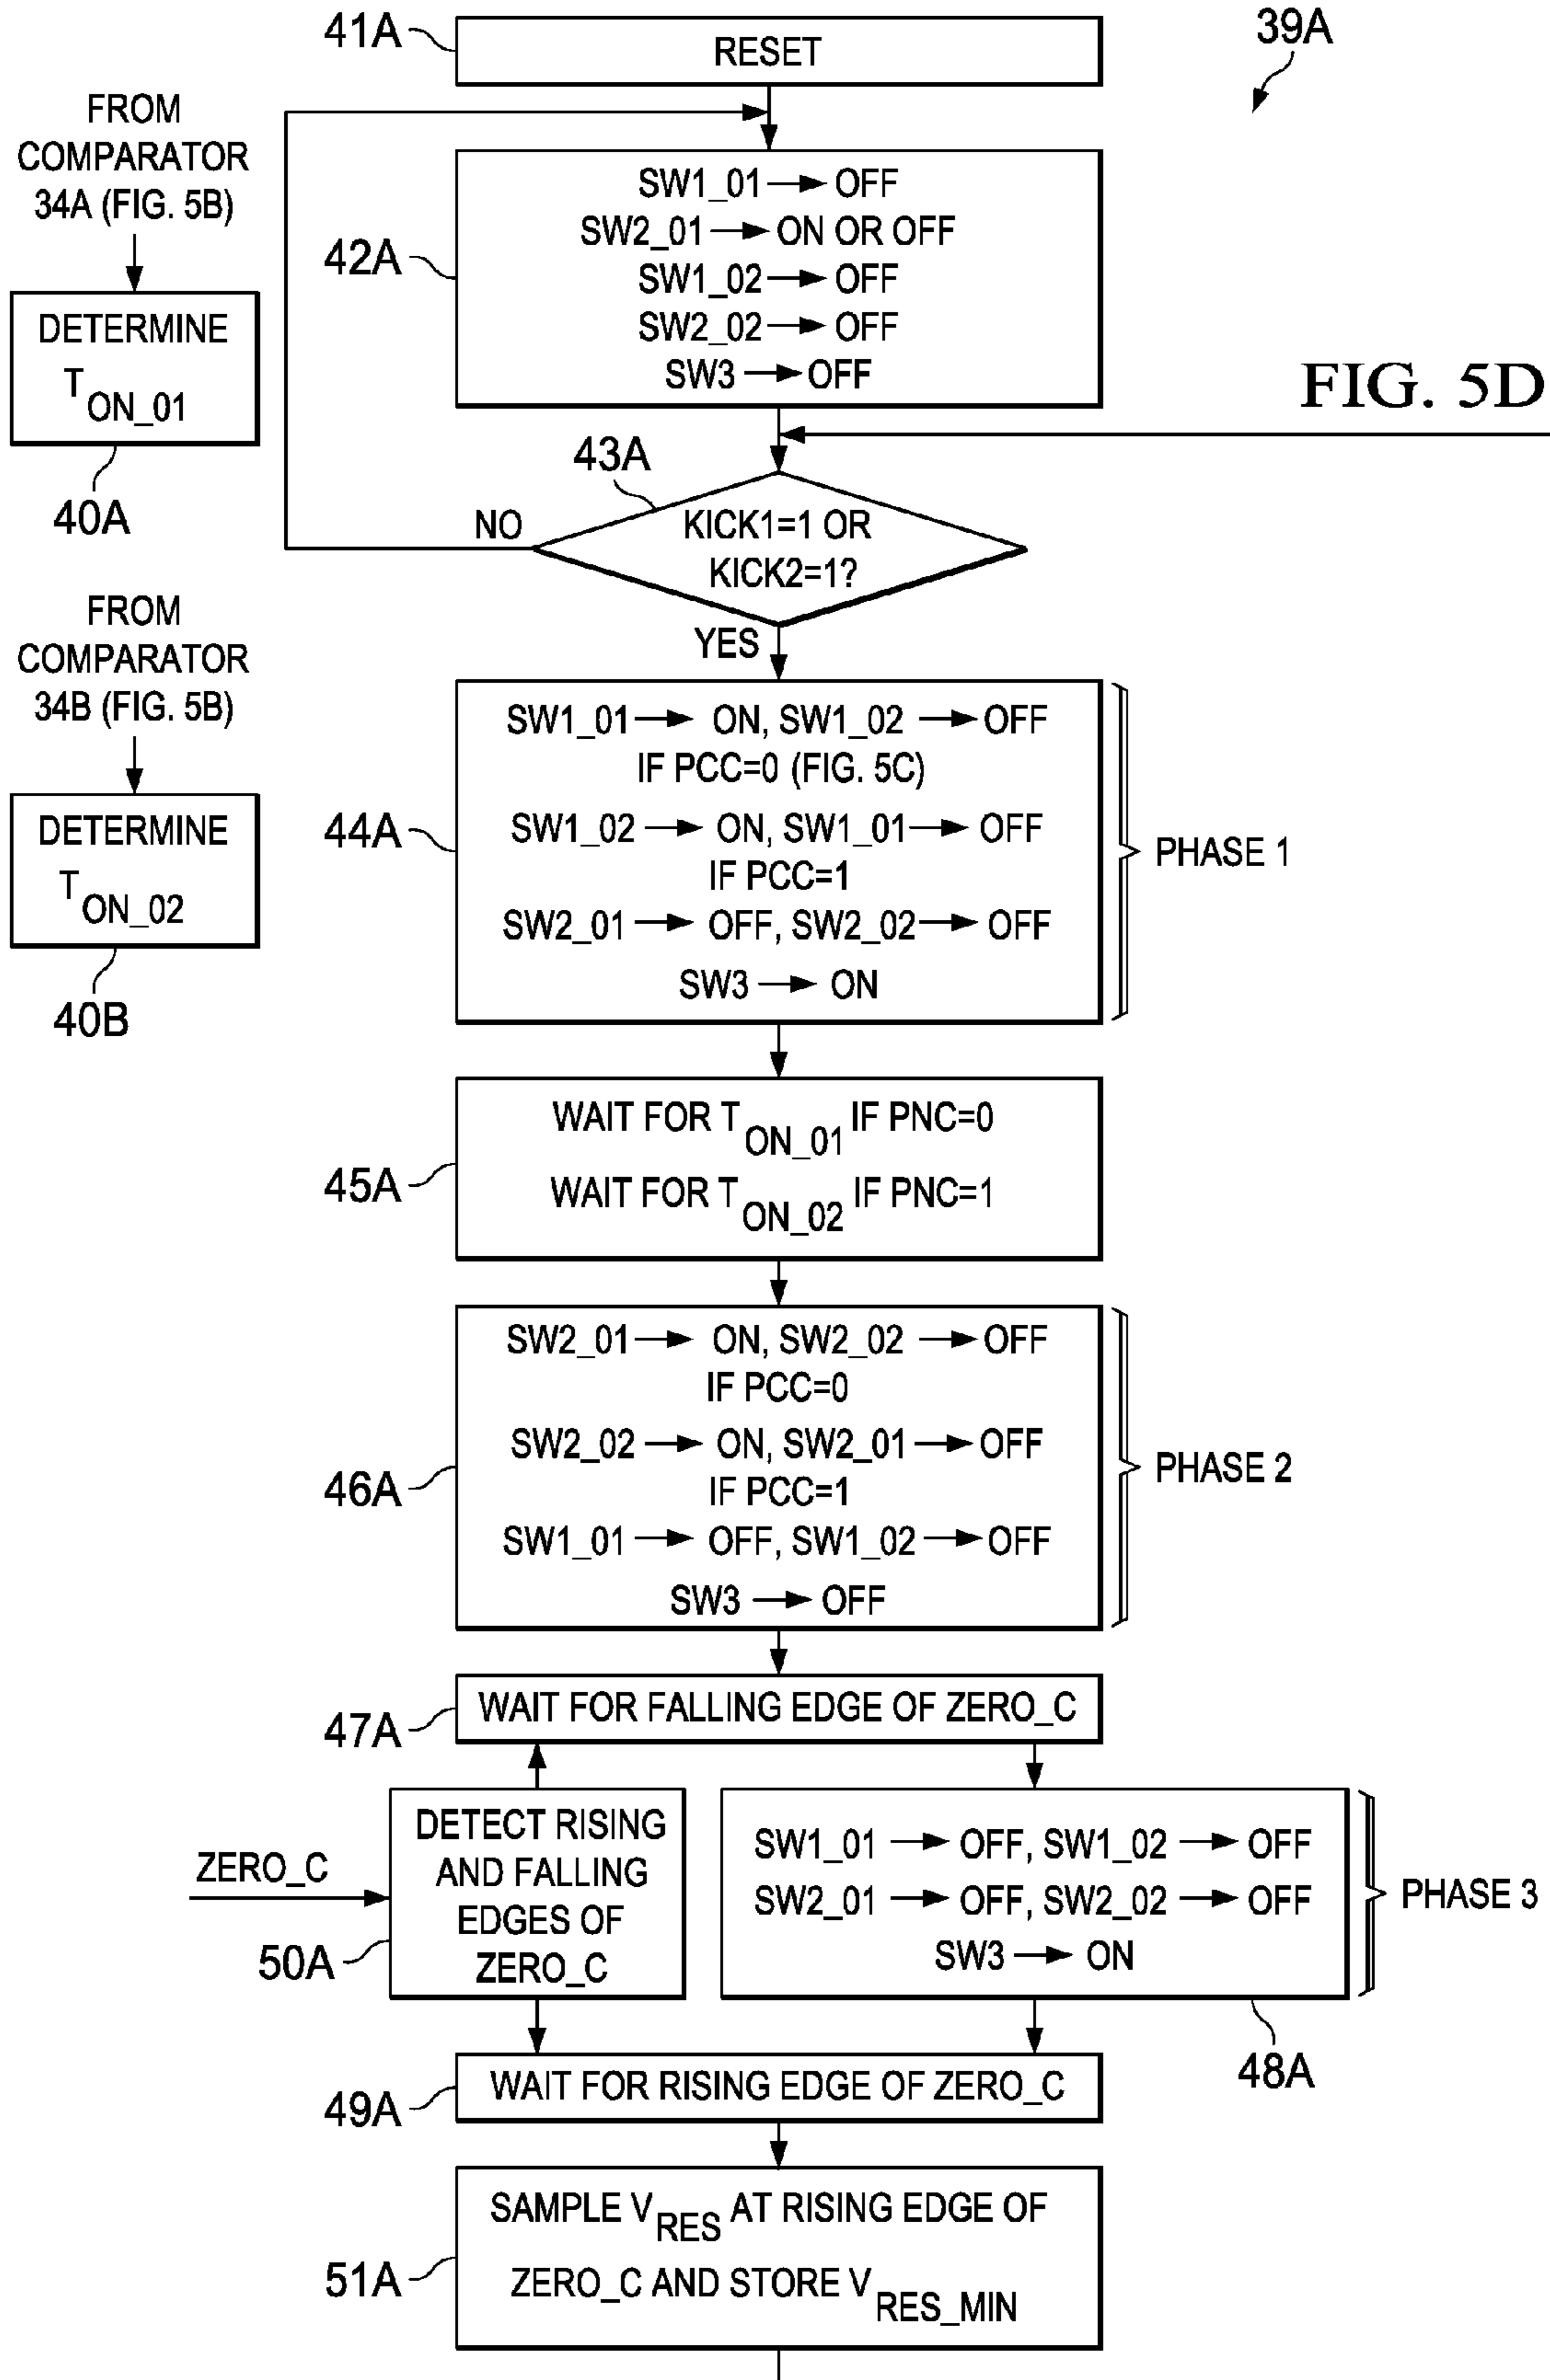 41A
RESET
39A
FROM
COMPARATOR
34A (FIG. 5B)
DETERMINE
T ON_01
40A
42A
SW1_01 → OFF
SW2_01 → ON OR OFF
SW1_02 → OFF
SW2_02 → OFF
SW3 → OFF
FIG. 5D
43A
NO
KICK1=1 OR
KICK2=1?
YES
FROM
COMPARATOR
34B (FIG. 5B)
DETERMINE
T ON_02
40B
44A
SW1_01 → ON, SW1_02 → OFF
IF PCC=0 (FIG. 5C)
SW1_02 → ON, SW1_01 → OFF
IF PCC=1
SW2_01 → OFF, SW2_02 → OFF
SW3 → ON
PHASE 1
45A
WAIT FOR T ON_01 IF PNC=0
WAIT FOR T ON_02 IF PNC=1
46A
SW2_01 → ON, SW2_02 → OFF
IF PCC=0
SW2_02 → ON, SW2_01 → OFF
IF PCC=1
SW1_01 → OFF, SW1_02 → OFF
SW3 → OFF
PHASE 2
47A
WAIT FOR FALLING EDGE OF ZERO_C
ZERO_C
50A
DETECT RISING
AND FALLING
EDGES OF
ZERO_C
SW1_01 → OFF, SW1_02 → OFF
SW2_01 → OFF, SW2_02 → OFF
SW3 → ON
PHASE 3
48A
49A
WAIT FOR RISING EDGE OF ZERO_C
51A
SAMPLE V RES AT RISING EDGE OF
ZERO_C AND STORE V RES_MIN